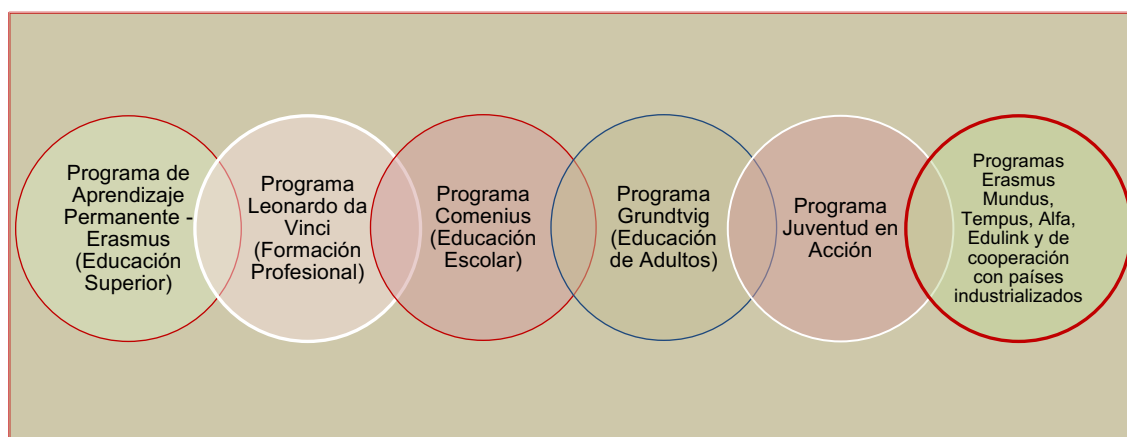 Programa de
Aprendizaje
Permanente -
Erasmus
(Educación
Superior)
Programa
Leonardo da
Vinci
(Formación
Profesional)
Programa
Comenius
(Educación
Escolar)
Programa
Grundtvig
(Educación
de Adultos)
Programa
Juventud en
Acción
Programas
Erasmus
Mundus,
Tempus, Alfa,
Edulink y de
cooperación
con países
industrializados